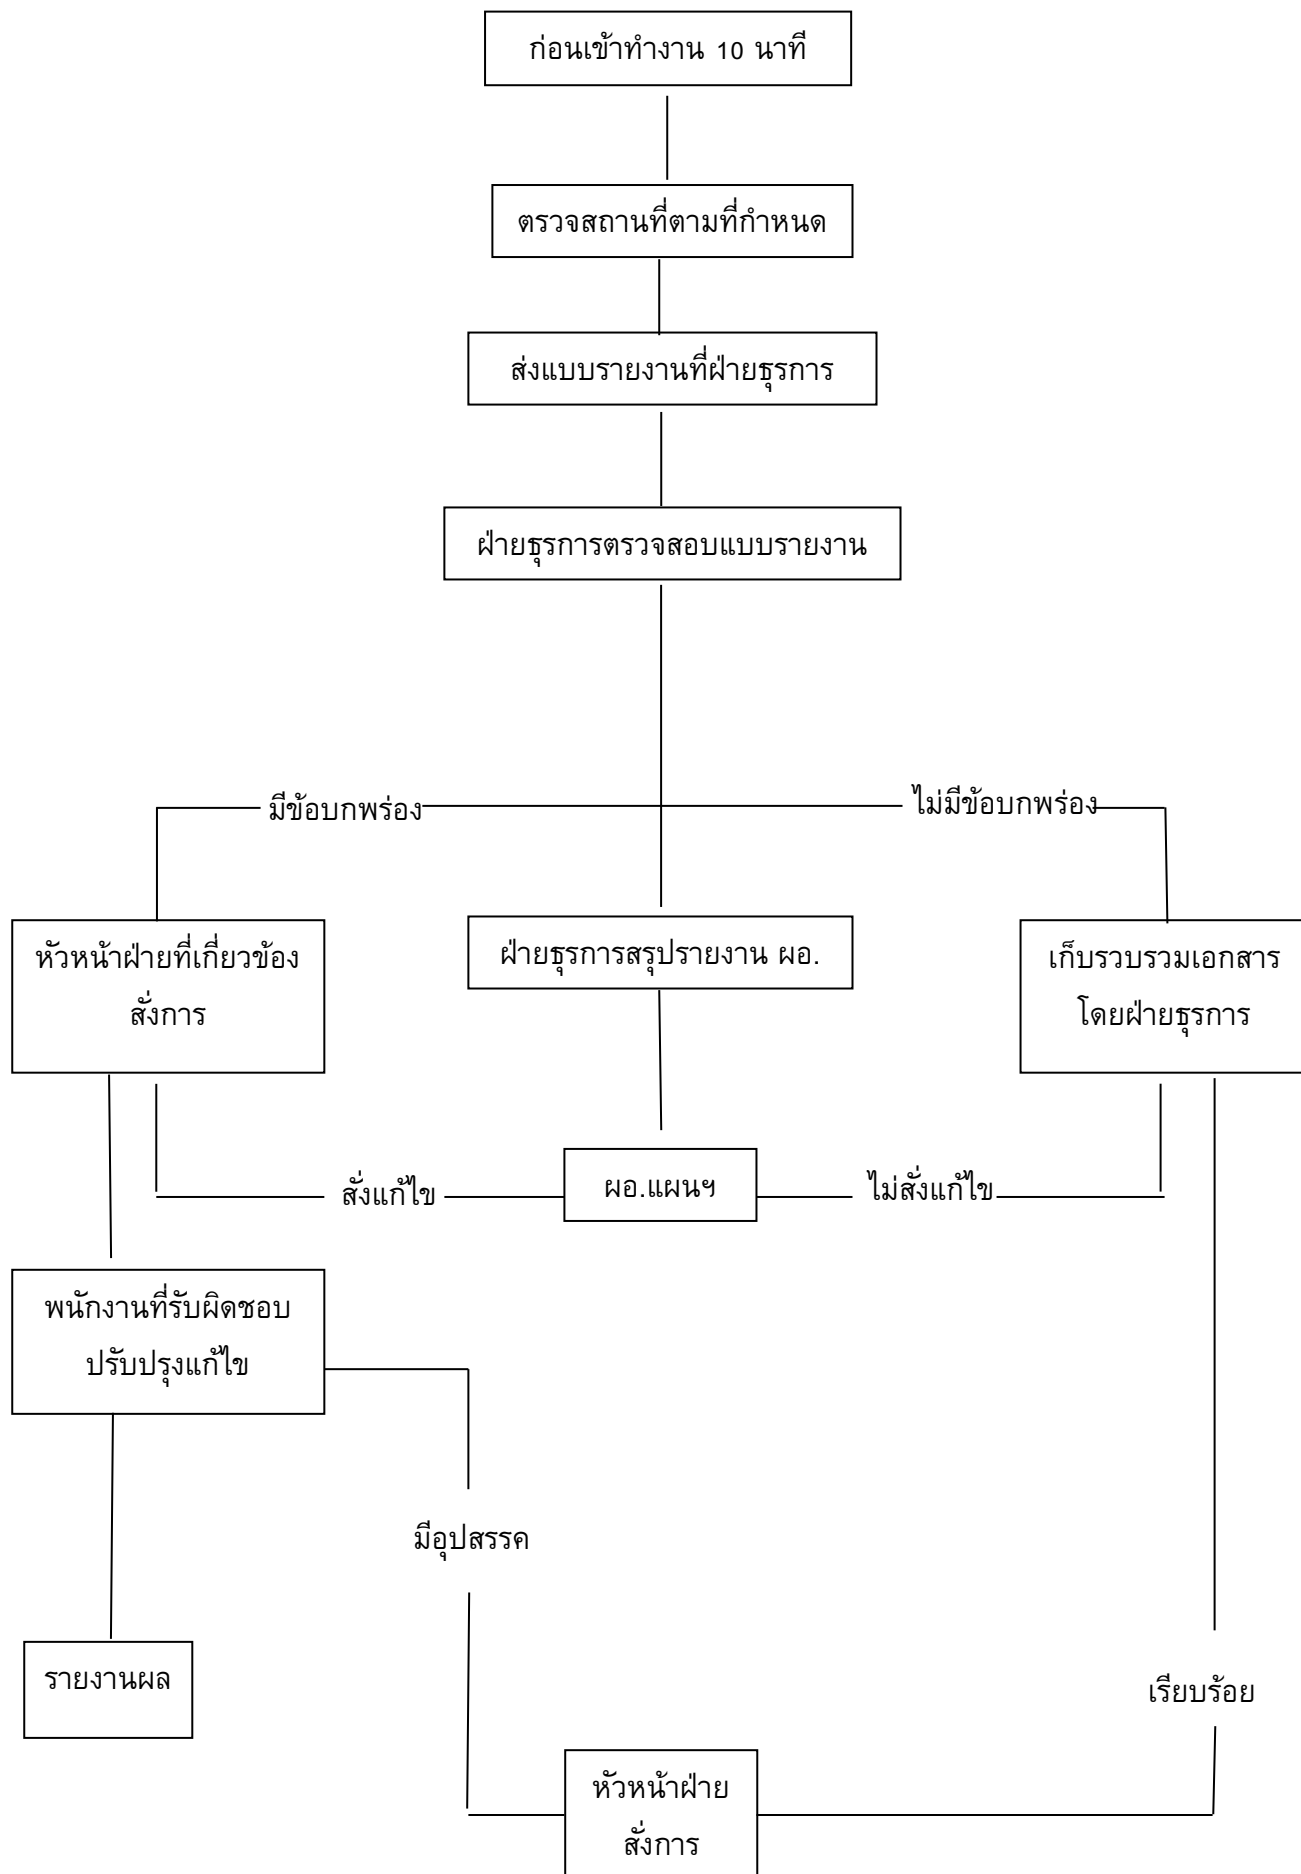 ก่อนเข้าทำงาน 10 นาที
ตรวจสถานที่ตามที่กำหนด
ส่งแบบรายงานที่ฝ่ายธุรการ
ฝ่ายธุรการตรวจสอบแบบรายงาน
มีข้อบกพร่อง
ไม่มีข้อบกพร่อง
หัวหน้าฝ่ายที่เกี่ยวข้อง
สั่งการ
ฝ่ายธุรการสรุปรายงาน ผอ.
เก็บรวบรวมเอกสาร
โดยฝ่ายธุรการ
สั่งแก้ไข
ผอ.แผนฯ
ไม่สั่งแก้ไข
พนักงานที่รับผิดชอบ
ปรับปรุงแก้ไข
มีอุปสรรค
รายงานผล
เรียบร้อย
หัวหน้าฝ่าย
สั่งการ